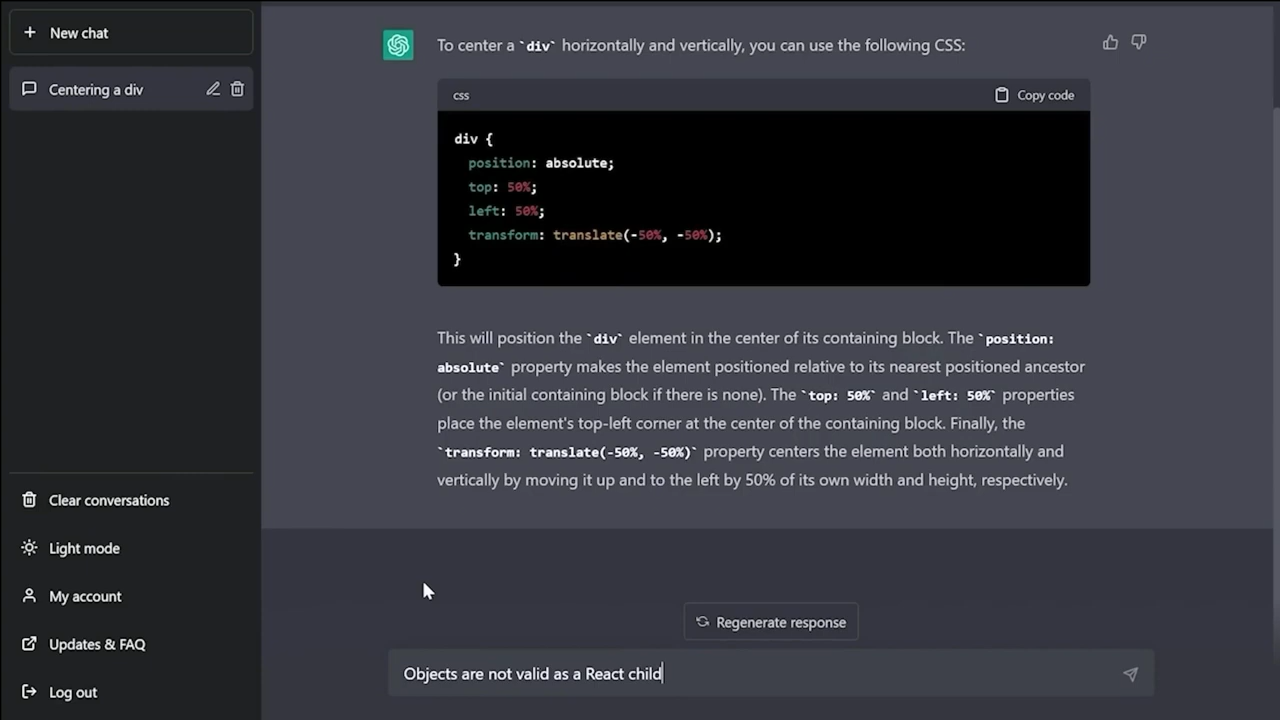 New chat
Centering a div
Clear conversations
Light mode
My account
Updates & FAQ
Log out
To center a `div` horizontally and vertically, you can use the following CSS:
css
Copy code
div {
position: absolute;
top: 50%;
left: 50%;
transform: translate(-50%, -50%);
}
This will position the `div` element in the center of its containing block. The `position:
absolute` property makes the element positioned relative to its nearest positioned ancestor
(or the initial containing block if there is none). The `top: 50%` and `left: 50%` properties
place the element's top-left corner at the center of the containing block. Finally, the
`transform: translate(-50%, -50%)` property centers the element both horizontally and
vertically by moving it up and to the left by 50% of its own width and height, respectively.
Regenerate response
Objects are not valid as a React child